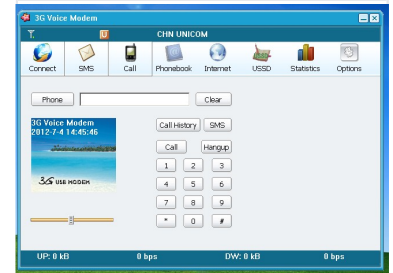 3G Voice Modem
U CHN UNICOM
Connect SMS Call Phonebook Internet USSD Statistics Options
Phone Clear
3G Voice Modem
2012-7-4 14:45:46
Call History SMS
Call Hangup
3G USB MODEM
1 2 3
4 5 6
7 8 9
* 0 #
UP: 0 kB 0 bps DW: 0 kB 0 bps